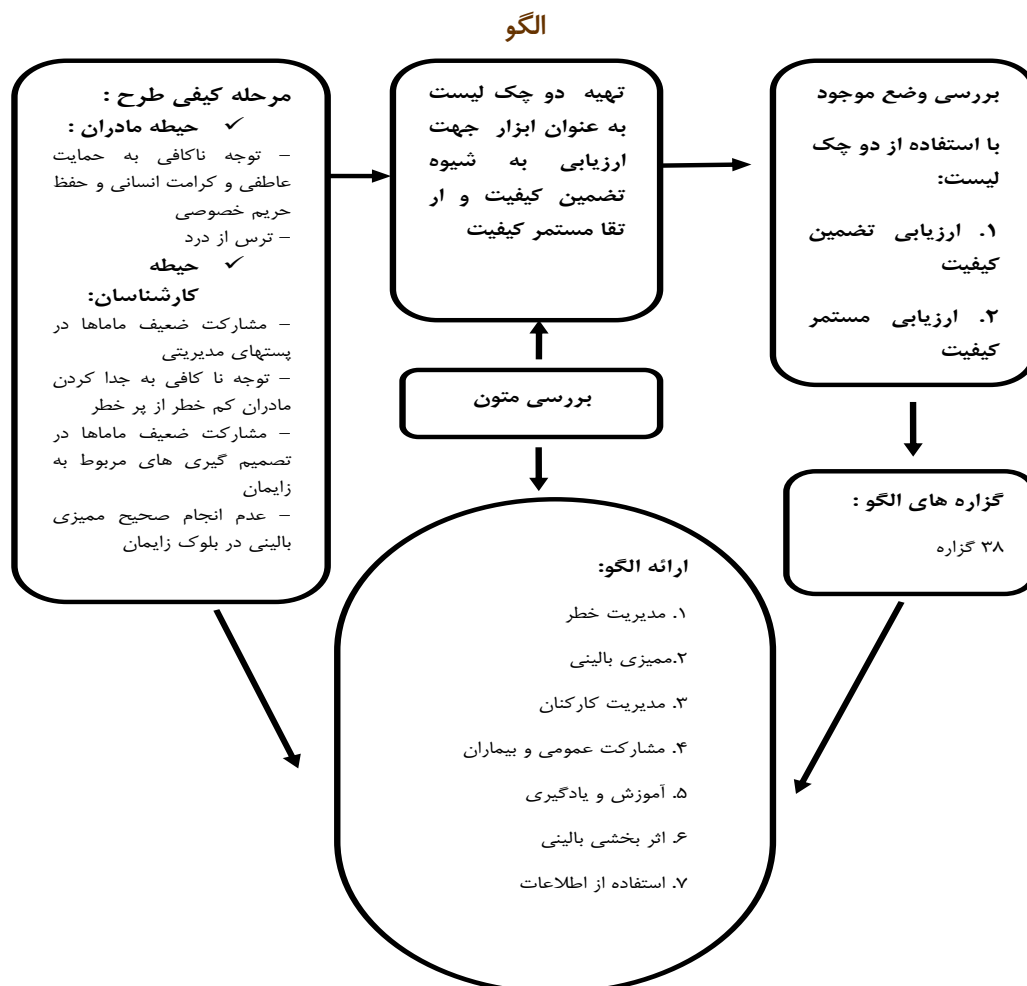 الگو
مرحله کیفی طرح :
✓ حیطه مادران :
– توجه ناکافی به حمایت
عاطفی و کرامت انسانی و حفظ
حریم خصوصی
– ترس از درد
✓ حیطه
کارشناسان:
– مشارکت ضعیف ماماها در
پستهای مدیریتی
– توجه نا کافی به جدا کردن
مادران کم خطر از پر خطر
– مشارکت ضعیف ماماها در
تصمیم گیری های مربوط به
زایمان
– عدم انجام صحیح ممیزی
بالینی در بلوک زایمان
تهیه دو چک لیست
به عنوان ابزار جهت
ارزیابی به شیوه
تضمین کیفیت و ار
تقا مستمر کیفیت
بررسی وضع موجود
با استفاده از دو چک
لیست:
۱. ارزیابی تضمین
کیفیت
۲. ارزیابی مستمر
کیفیت
بررسی متون
گزاره های الگو :
۳۸ گزاره
ارائه الگو:
۱. مدیریت خطر
۲.ممیزی بالینی
۳. مدیریت کارکنان
۴. مشارکت عمومی و بیماران
۵. آموزش و یادگیری
۶. اثر بخشی بالینی
۷. استفاده از اطلاعات